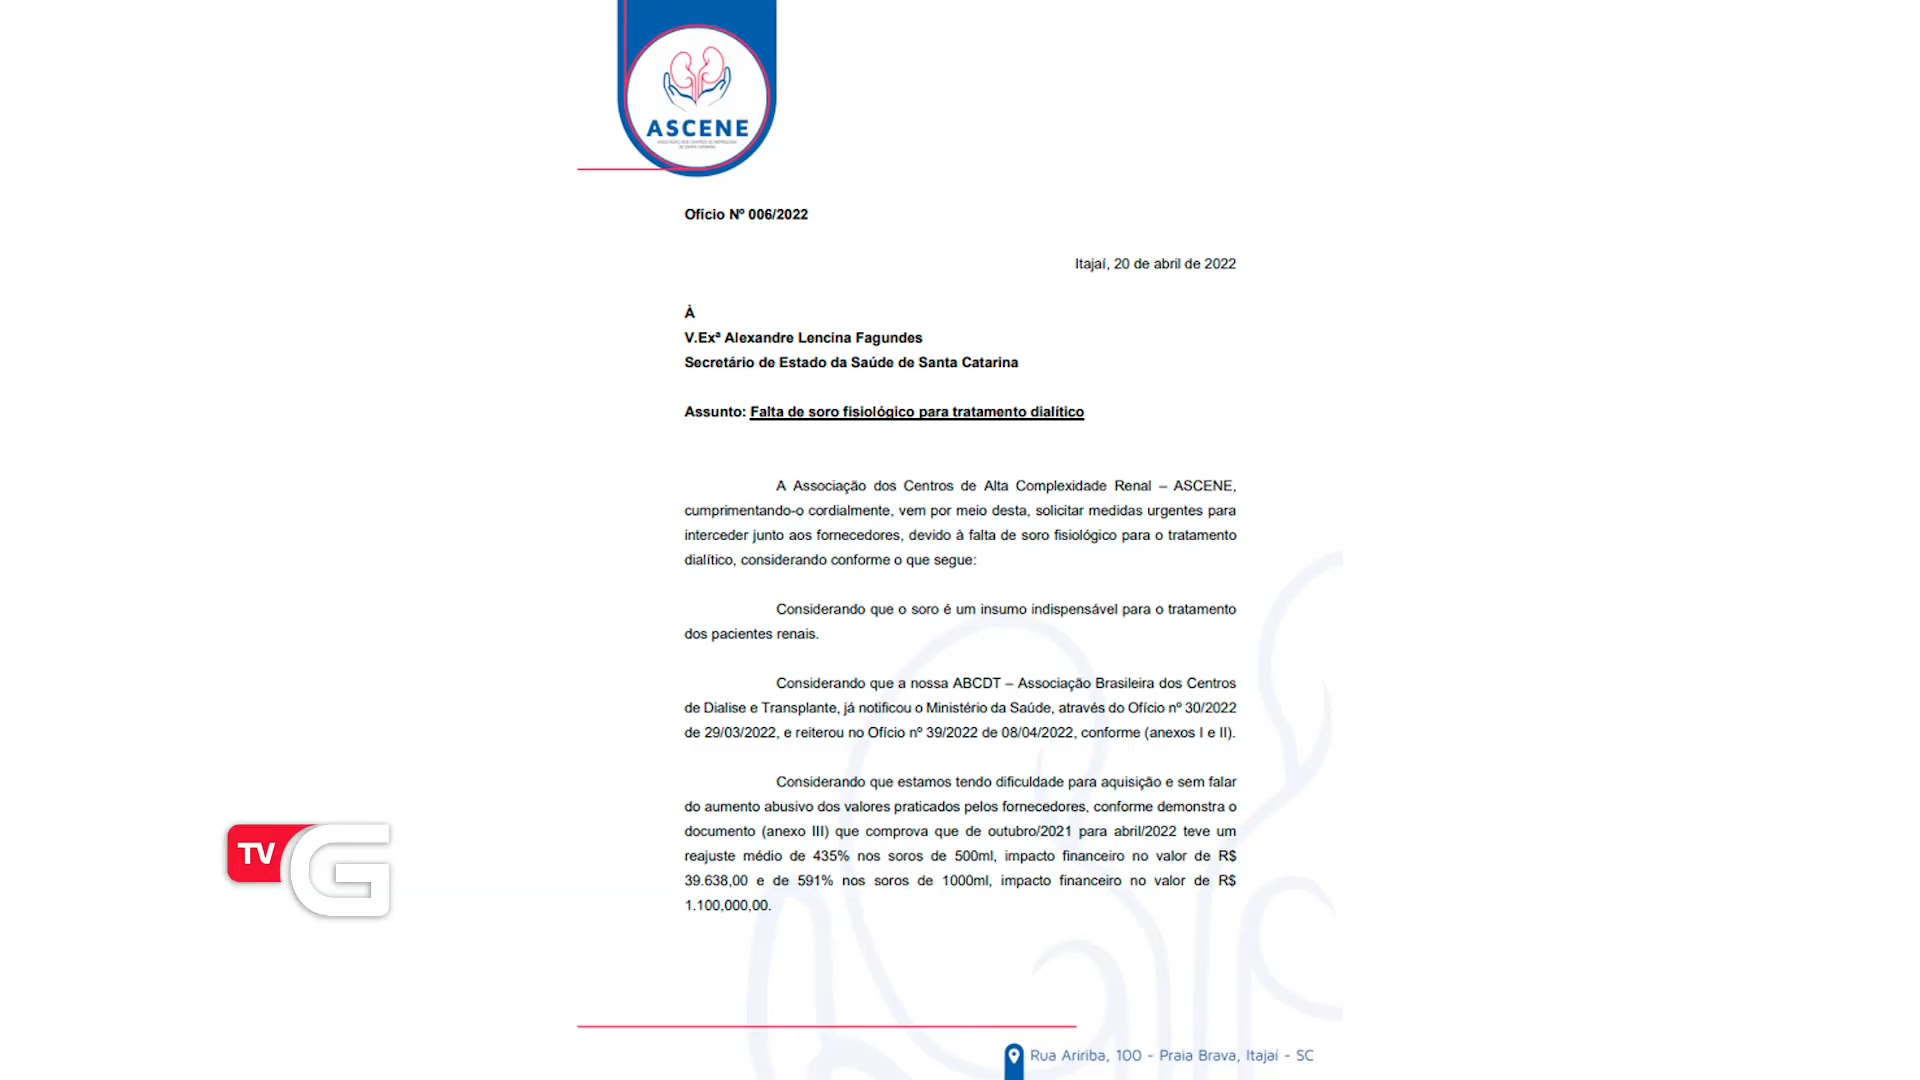 ASCENE
Ofício Nº 006/2022
Itajaí, 20 de abril de 2022
À
V.Exª Alexandre Lencina Fagundes
Secretário de Estado da Saúde de Santa Catarina
Assunto: Falta de soro fisiológico para tratamento dialítico
A Associação dos Centros de Alta Complexidade Renal – ASCENE,
cumprimentando-o cordialmente, vem por meio desta, solicitar medidas urgentes para
interceder junto aos fornecedores, devido à falta de soro fisiológico para o tratamento
dialítico, considerando conforme o que segue:
Considerando que o soro é um insumo indispensável para o tratamento
dos pacientes renais.
Considerando que a nossa ABCDT – Associação Brasileira dos Centros
de Dialise e Transplante, já notificou o Ministério da Saúde, através do Ofício nº 30/2022
de 29/03/2022, e reiterou no Ofício nº 39/2022 de 08/04/2022, conforme (anexos I e II).
Considerando que estamos tendo dificuldade para aquisição e sem falar
do aumento abusivo dos valores praticados pelos fornecedores, conforme demonstra o
documento (anexo III) que comprova que de outubro/2021 para abril/2022 teve um
reajuste médio de 435% nos soros de 500ml, impacto financeiro no valor de R$
39.638,00 e de 591% nos soros de 1000ml, impacto financeiro no valor de R$
1.100,000,00.
TV G
Rua Aririba, 100 - Praia Brava, Itajaí - SC